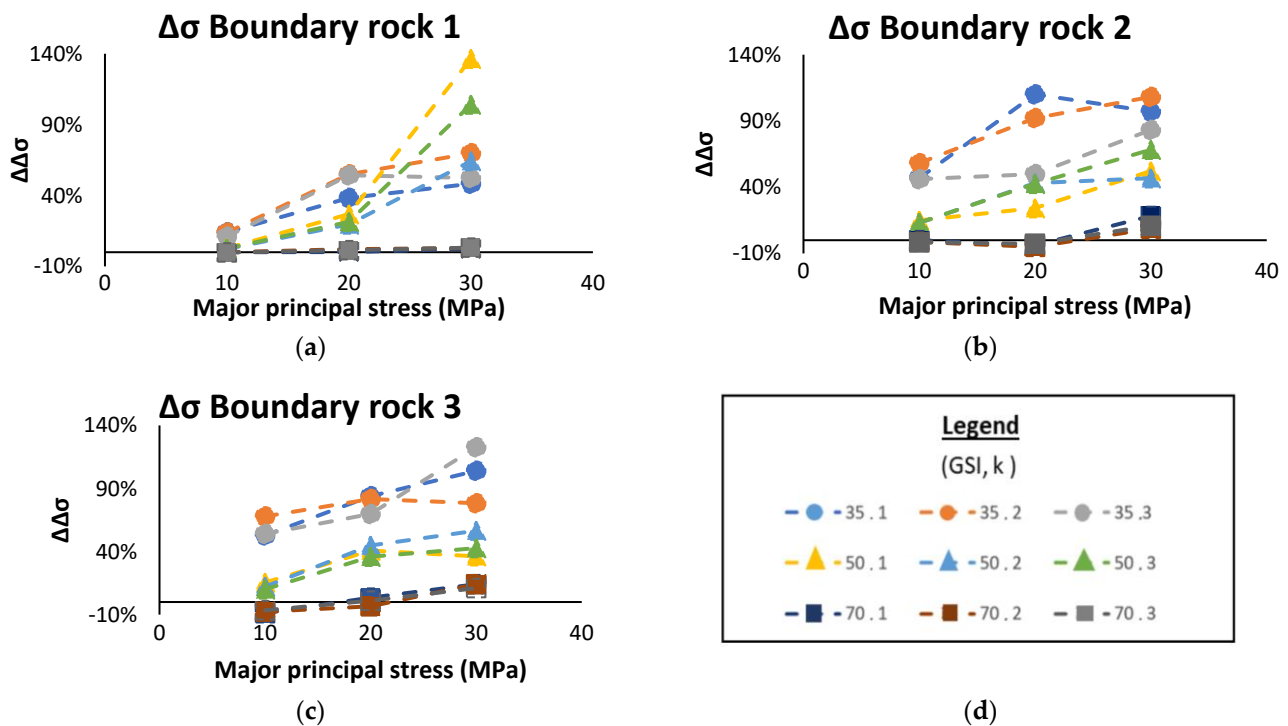 Δσ Boundary rock 1
140%
90%
40%
-10%
ΔΔσ
0
10
20
30
40
Major principal stress (MPa)
(a)
Δσ Boundary rock 2
140%
90%
40%
-10%
ΔΔσ
0
10
20
30
40
Major principal stress (MPa)
(b)
Δσ Boundary rock 3
140%
90%
40%
-10%
ΔΔσ
0
10
20
30
40
Major principal stress (MPa)
(c)
Legend
(GSI, k )
35 . 1
35 . 2
35 .3
50 . 1
50 . 2
50 . 3
70 . 1
70 . 2
70 . 3
(d)